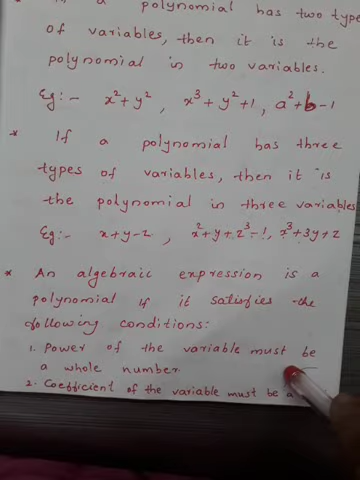 a polynomial has two types
of variables, then it is the
polynomial in two variables.
Eg:- x²+y² , x³+y²+1 , a²+b-1
* If a polynomial has three
types of variables, then it is
the polynomial in three variables
Eg:- x+y-z , x²+y+z³-1, x³+3y+z
* An algebraic expression is a
polynomial if it satisfies the
following conditions:
1. Power of the variable must be
a whole number
2. Coefficient of the variable must be a